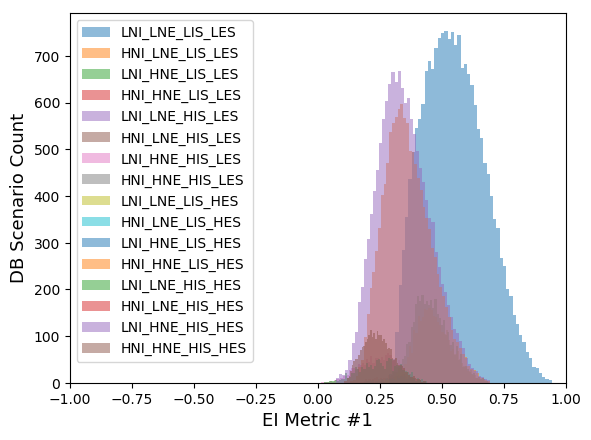 LNI_LNE_LIS_LES
HNI_LNE_LIS_LES
LNI_HNE_LIS_LES
HNI_HNE_LIS_LES
LNI_LNE_HIS_LES
HNI_LNE_HIS_LES
LNI_HNE_HIS_LES
HNI_HNE_HIS_LES
LNI_LNE_LIS_HES
HNI_LNE_LIS_HES
LNI_HNE_LIS_HES
HNI_HNE_LIS_HES
LNI_LNE_HIS_HES
HNI_LNE_HIS_HES
LNI_HNE_HIS_HES
HNI_HNE_HIS_HES
DB Scenario Count
700
600
500
400
300
200
100
0
−1.00 −0.75 −0.50 −0.25 0.00 0.25 0.50 0.75 1.00
EI Metric #1